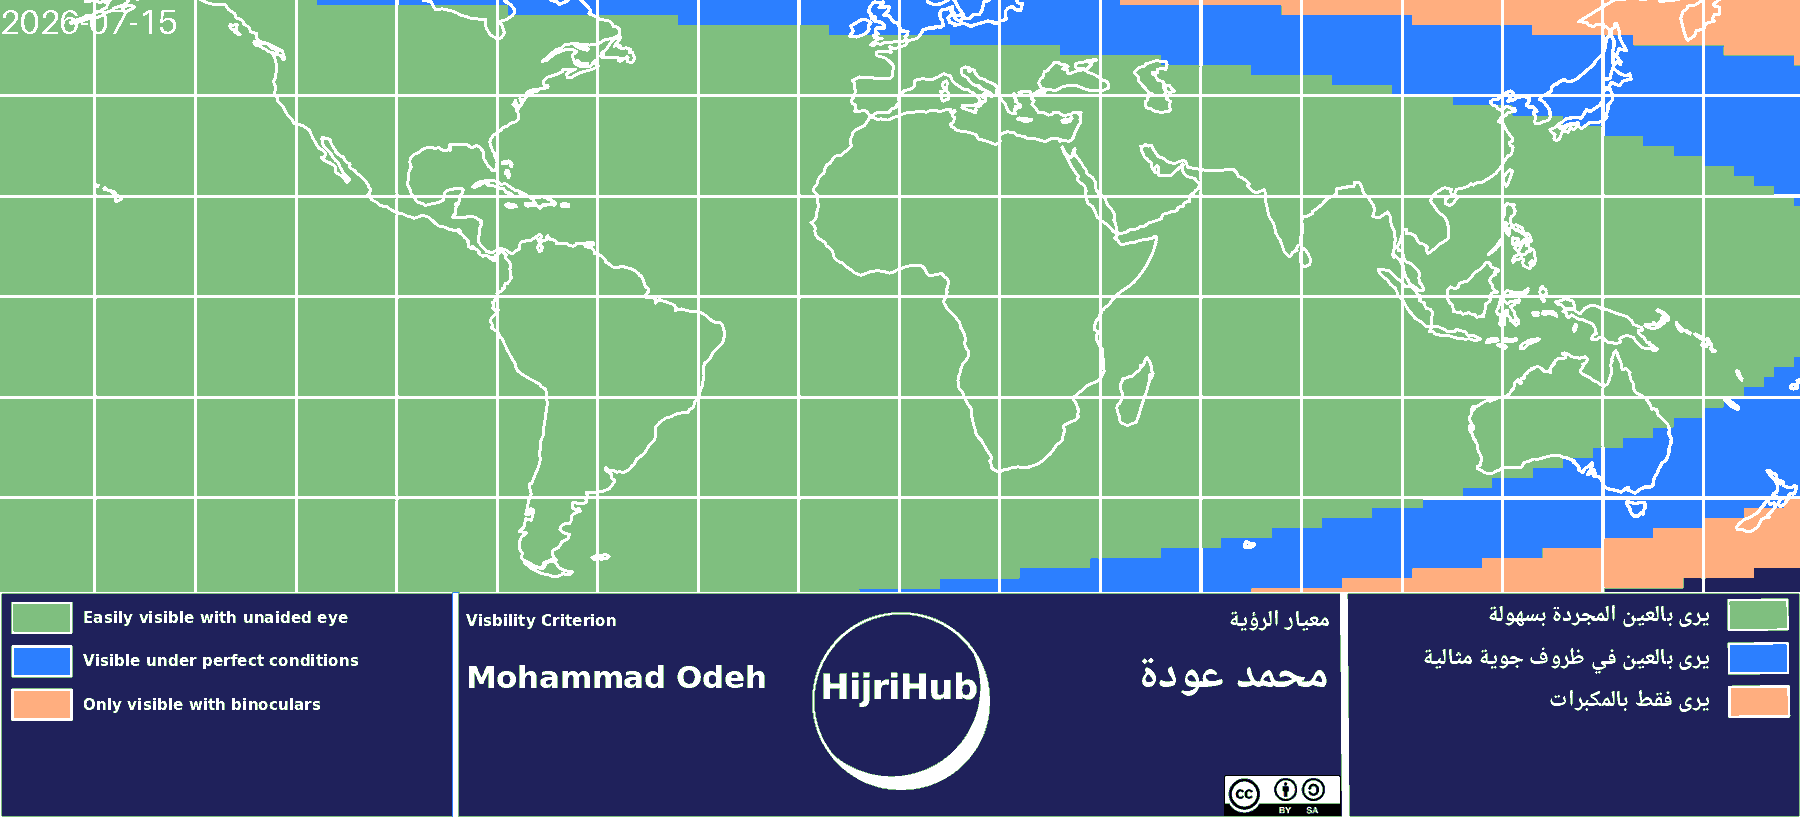 2026-07-15
Easily visible with unaided eye
Visible under perfect conditions
Only visible with binoculars
Visbility Criterion
Mohammad Odeh
HijriHub
معيار الرؤية
محمد عودة
CC BY SA
يرى بالعين المجردة بسهولة
يرى بالعين في ظروف جوية مثالية
يرى فقط بالمكبرات